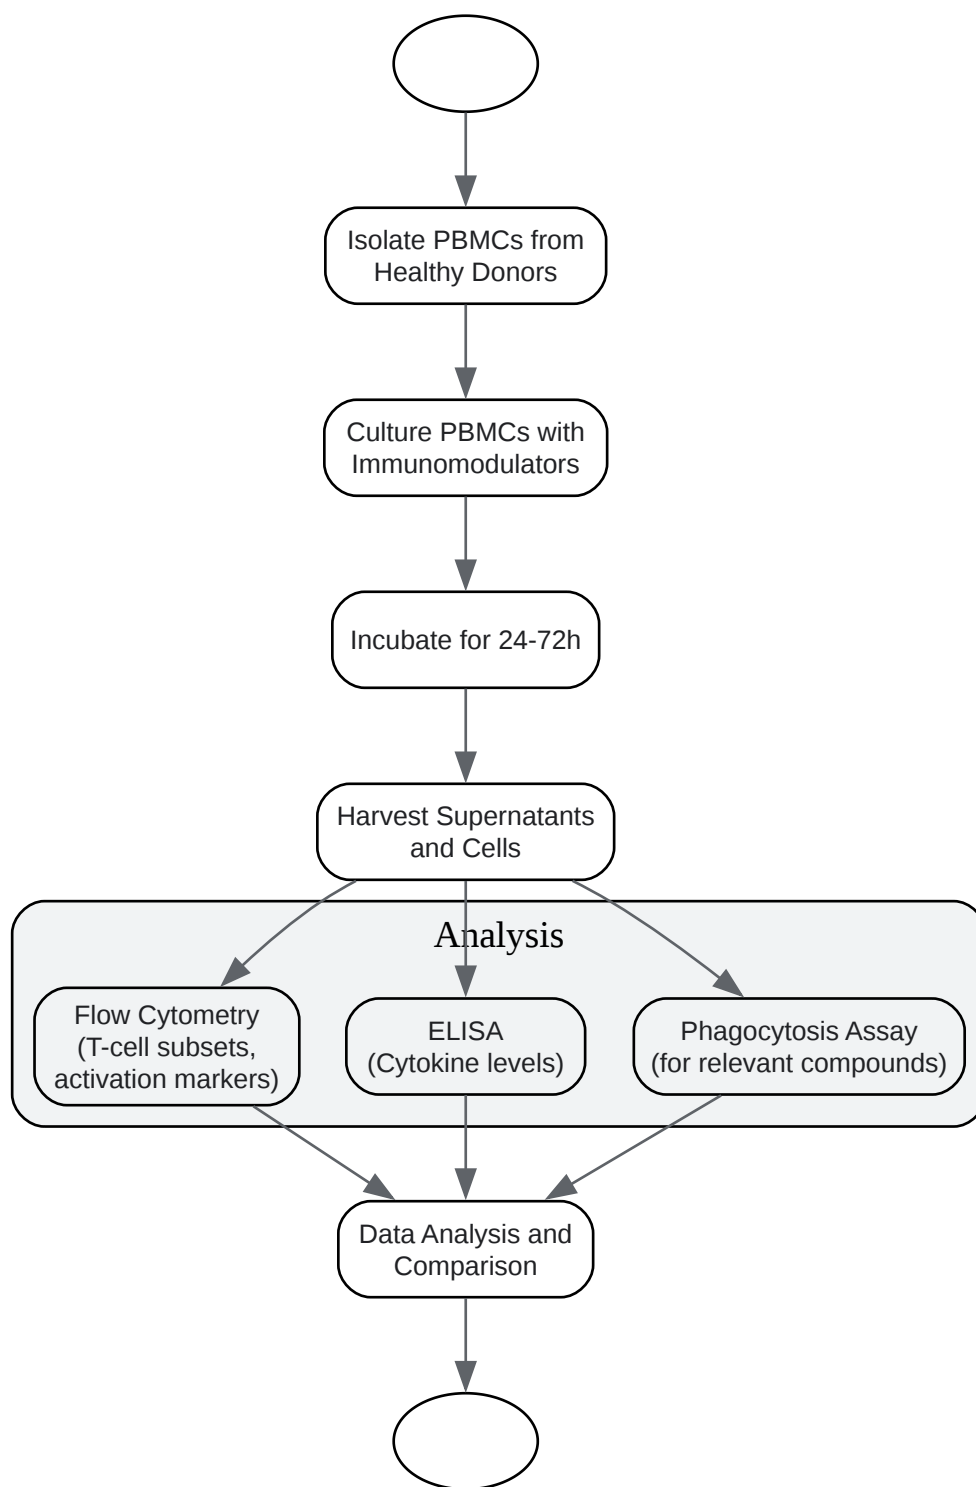 Isolate PBMCs from
Healthy Donors
Culture PBMCs with
Immunomodulators
Incubate for 24-72h
Harvest Supernatants
and Cells
Analysis
Flow Cytometry
(T-cell subsets,
activation markers)
ELISA
(Cytokine levels)
Phagocytosis Assay
(for relevant compounds)
Data Analysis and
Comparison